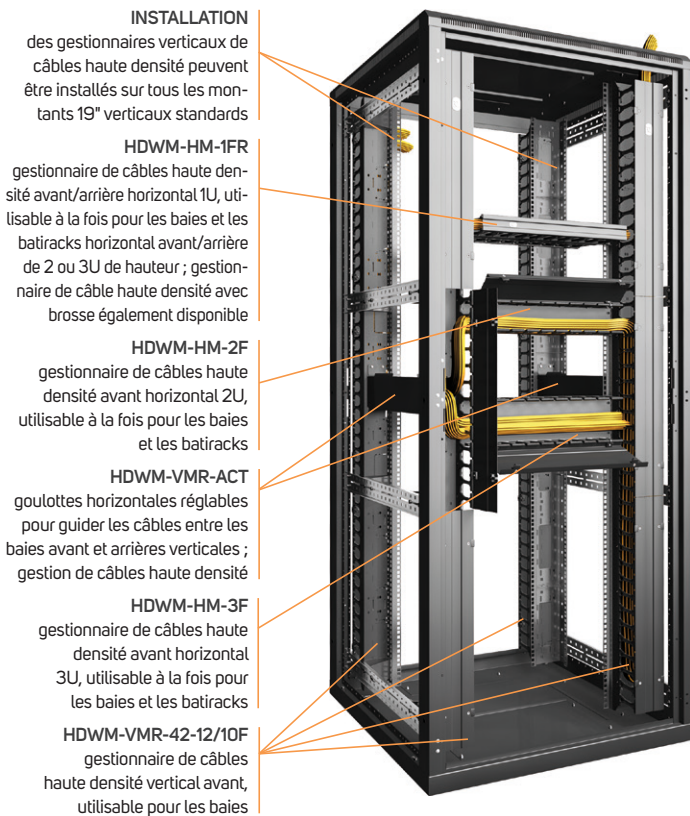 INSTALLATION
des gestionnaires verticaux de
câbles haute densité peuvent
être installés sur tous les mon-
tants 19" verticaux standards
HDWM-HM-1FR
gestionnaire de câbles haute den-
sité avant/arrière horizontal 1U, uti-
lisable à la fois pour les baies et les
batiracks horizontal avant/arrière
de 2 ou 3U de hauteur ; gestion-
naire de câble haute densité avec
brosse également disponible
HDWM-HM-2F
gestionnaire de câbles haute
densité avant horizontal 2U,
utilisable à la fois pour les baies
et les batiracks
HDWM-VMR-ACT
goulottes horizontales réglables
pour guider les câbles entre les
baies avant et arrières verticales ;
gestion de câbles haute densité
HDWM-HM-3F
gestionnaire de câbles haute
densité avant horizontal
3U, utilisable à la fois pour
les baies et les batiracks
HDWM-VMR-42-12/10F
gestionnaire de câbles
haute densité vertical avant,
utilisable pour les baies